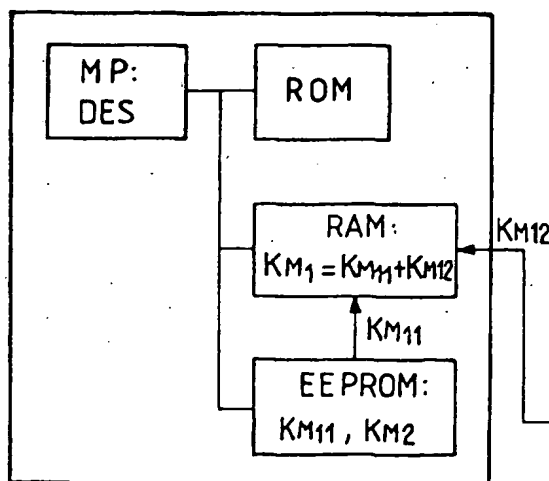 MP:
DES
ROM
RAM:
KM1 = KM11+KM12
KM12
KM11
EEPROM:
KM11, KM2